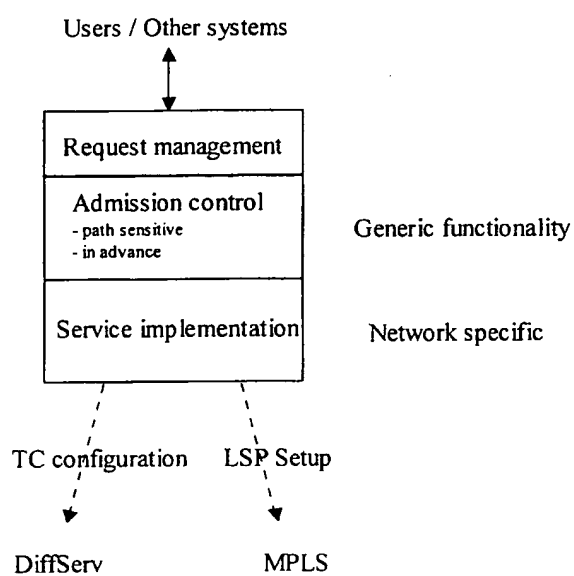 Users / Other systems
Request management
Admission control
- path sensitive
- in advance
Generic functionality
Service implementation
Network specific
TC configuration
LSP Setup
DiffServ
MPLS